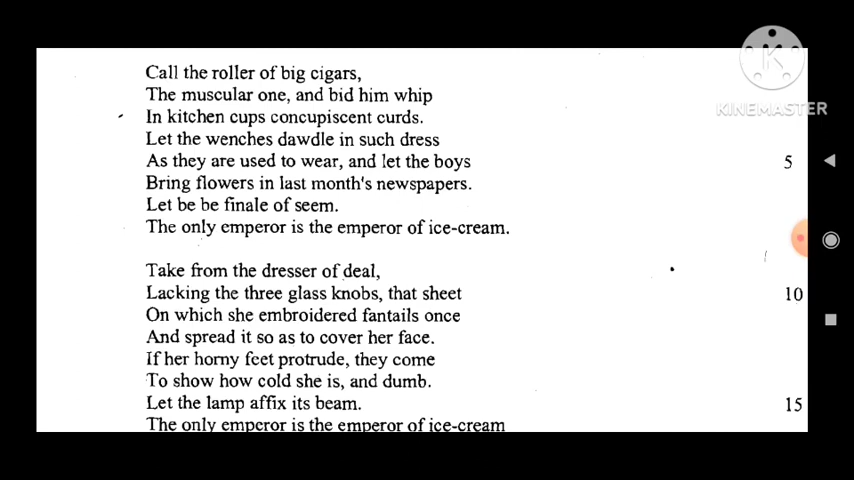 KINEMASTER
Call the roller of big cigars,
The muscular one, and bid him whip
In kitchen cups concupiscent curds.
Let the wenches dawdle in such dress
As they are used to wear, and let the boys 5
Bring flowers in last month's newspapers.
Let be be finale of seem.
The only emperor is the emperor of ice-cream.
Take from the dresser of deal,
Lacking the three glass knobs, that sheet 10
On which she embroidered fantails once
And spread it so as to cover her face.
If her horny feet protrude, they come
To show how cold she is, and dumb.
Let the lamp affix its beam. 15
The only emperor is the emperor of ice-cream